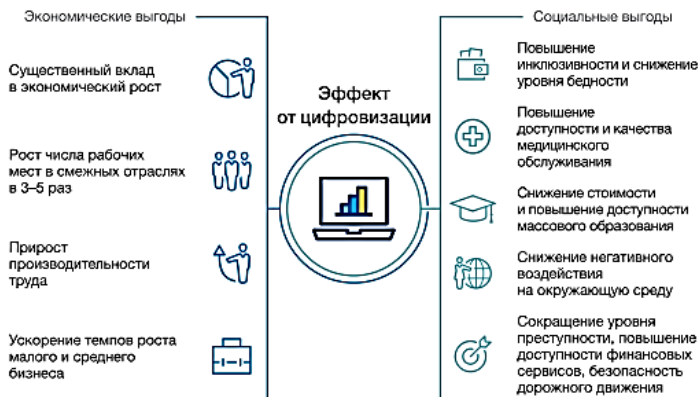 Экономические выгоды
Существенный вклад
в экономический рост
Рост числа рабочих
мест в смежных отраслях
в 3–5 раз
Прирост
производительности
труда
Ускорение темпов роста
малого и среднего
бизнеса
Эффект
от цифровизации
Социальные выгоды
Повышение
инклюзивности и снижение
уровня бедности
Повышение
доступности и качества
медицинского
обслуживания
Снижение стоимости
и повышение доступности
массового образования
Снижение негативного
воздействия
на окружающую среду
Сокращение уровня
преступности, повышение
доступности финансовых
сервисов, безопасность
дорожного движения